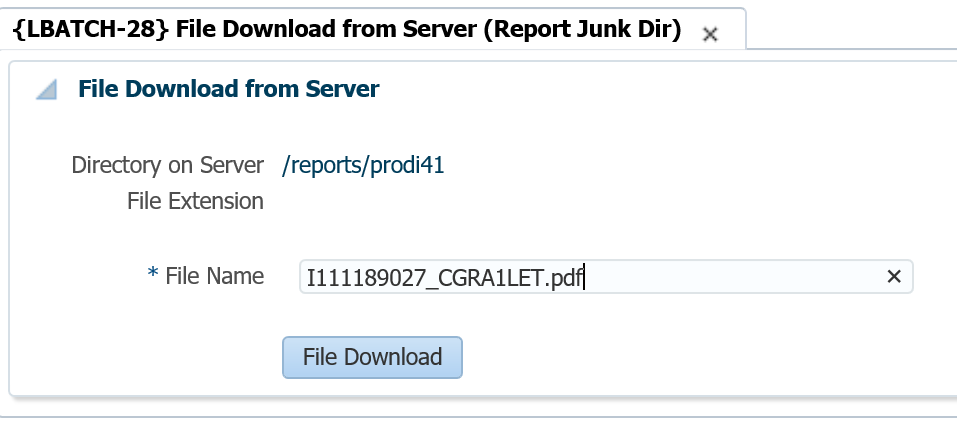 {LBATCH-28} File Download from Server (Report Junk Dir)
File Download from Server
Directory on Server /reports/prodi41
File Extension
* File Name I111189027_CGRA1LET.pdf
File Download